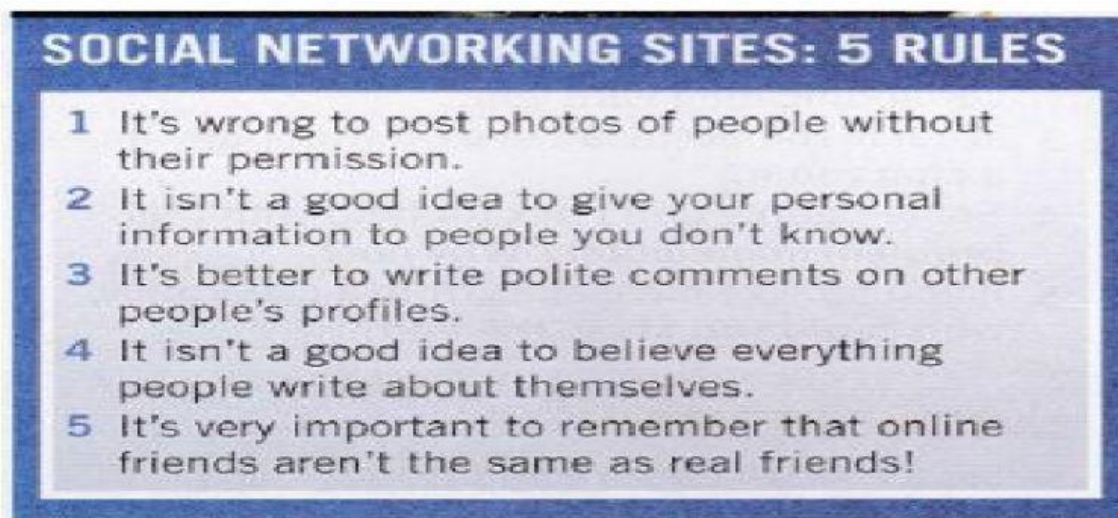 SOCIAL NETWORKING SITES: 5 RULES
1 It's wrong to post photos of people without
their permission.
2 It isn't a good idea to give your personal
information to people you don't know.
3 It's better to write polite comments on other
people's profiles.
4 It isn't a good idea to believe everything
people write about themselves.
5 It's very important to remember that online
friends aren't the same as real friends!